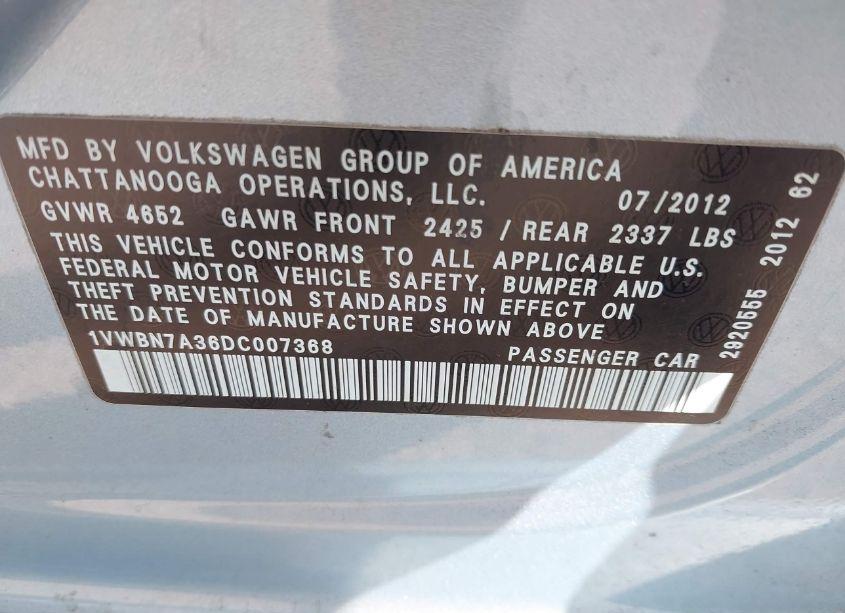 MFD BY VOLKSWAGEN GROUP OF AMERICA
CHATTANOOGA OPERATIONS, LLC. 07/2012
GVWR 4652 GAWR FRONT 2425 / REAR 2337 LBS
THIS VEHICLE CONFORMS TO ALL APPLICABLE U.S.
FEDERAL MOTOR VEHICLE SAFETY, BUMPER AND
THEFT PREVENTION STANDARDS IN EFFECT ON
THE DATE OF MANUFACTURE SHOWN ABOVE.
1VWBN7A36DC007368 PASSENGER CAR
2920555 2012 62